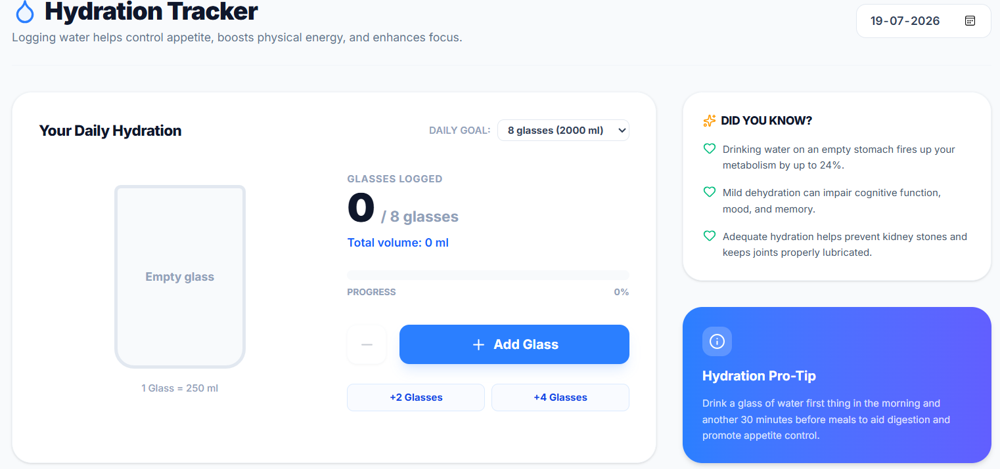 Hydration Tracker
Logging water helps control appetite, boosts physical energy, and enhances focus.
19-07-2026
Your Daily Hydration
DAILY GOAL: 8 glasses (2000 ml)
Empty glass
1 Glass = 250 ml
GLASSES LOGGED
0 / 8 glasses
Total volume: 0 ml
PROGRESS 0%
Add Glass
+2 Glasses
+4 Glasses
DID YOU KNOW?
Drinking water on an empty stomach fires up your
metabolism by up to 24%.
Mild dehydration can impair cognitive function,
mood, and memory.
Adequate hydration helps prevent kidney stones and
keeps joints properly lubricated.
Hydration Pro-Tip
Drink a glass of water first thing in the morning and
another 30 minutes before meals to aid digestion and
promote appetite control.